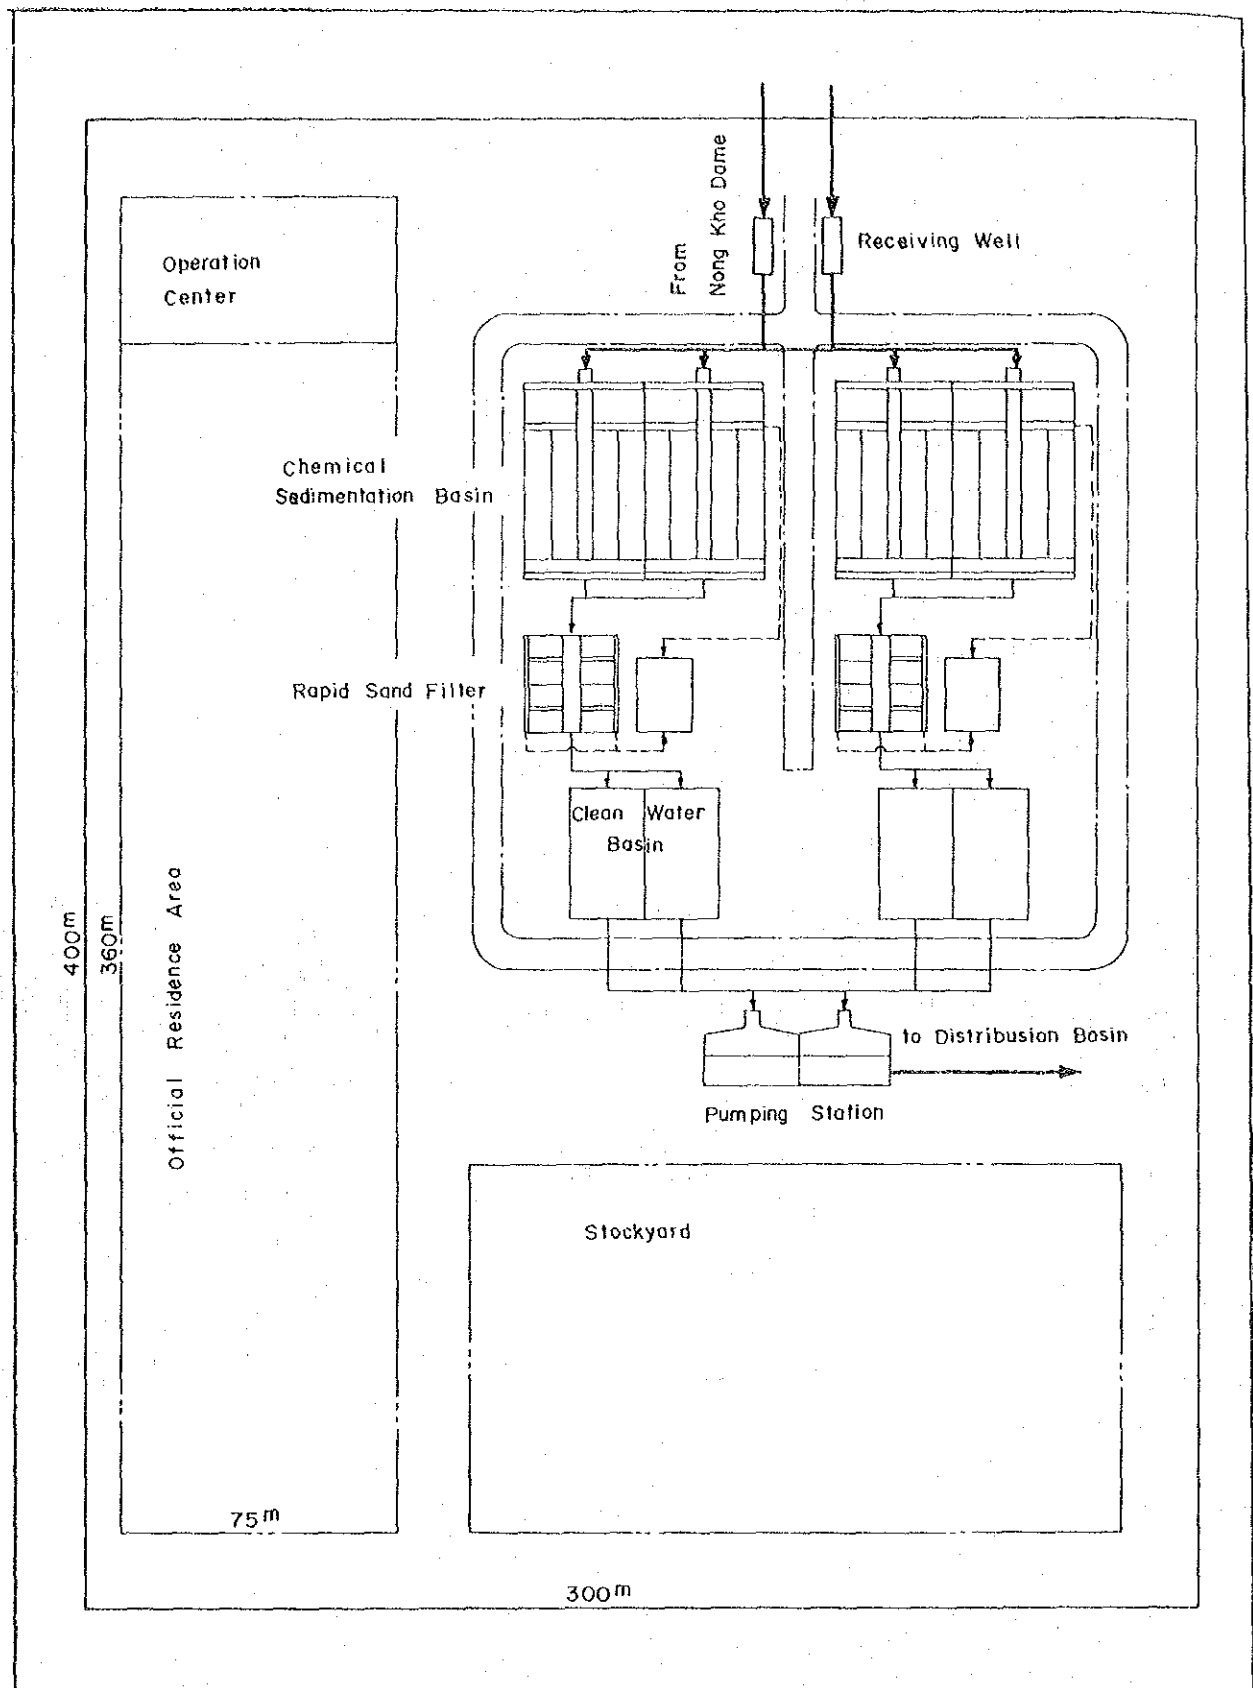 From
Nong Kho Dame
Receiving Well
Operation
Center
Chemical
Sedimentation Basin
Rapid Sand Filter
Clean Water
Basin
400m
360m
Official Residence Area
to Distribusion Basin
Pumping Station
Stockyard
75m
300m